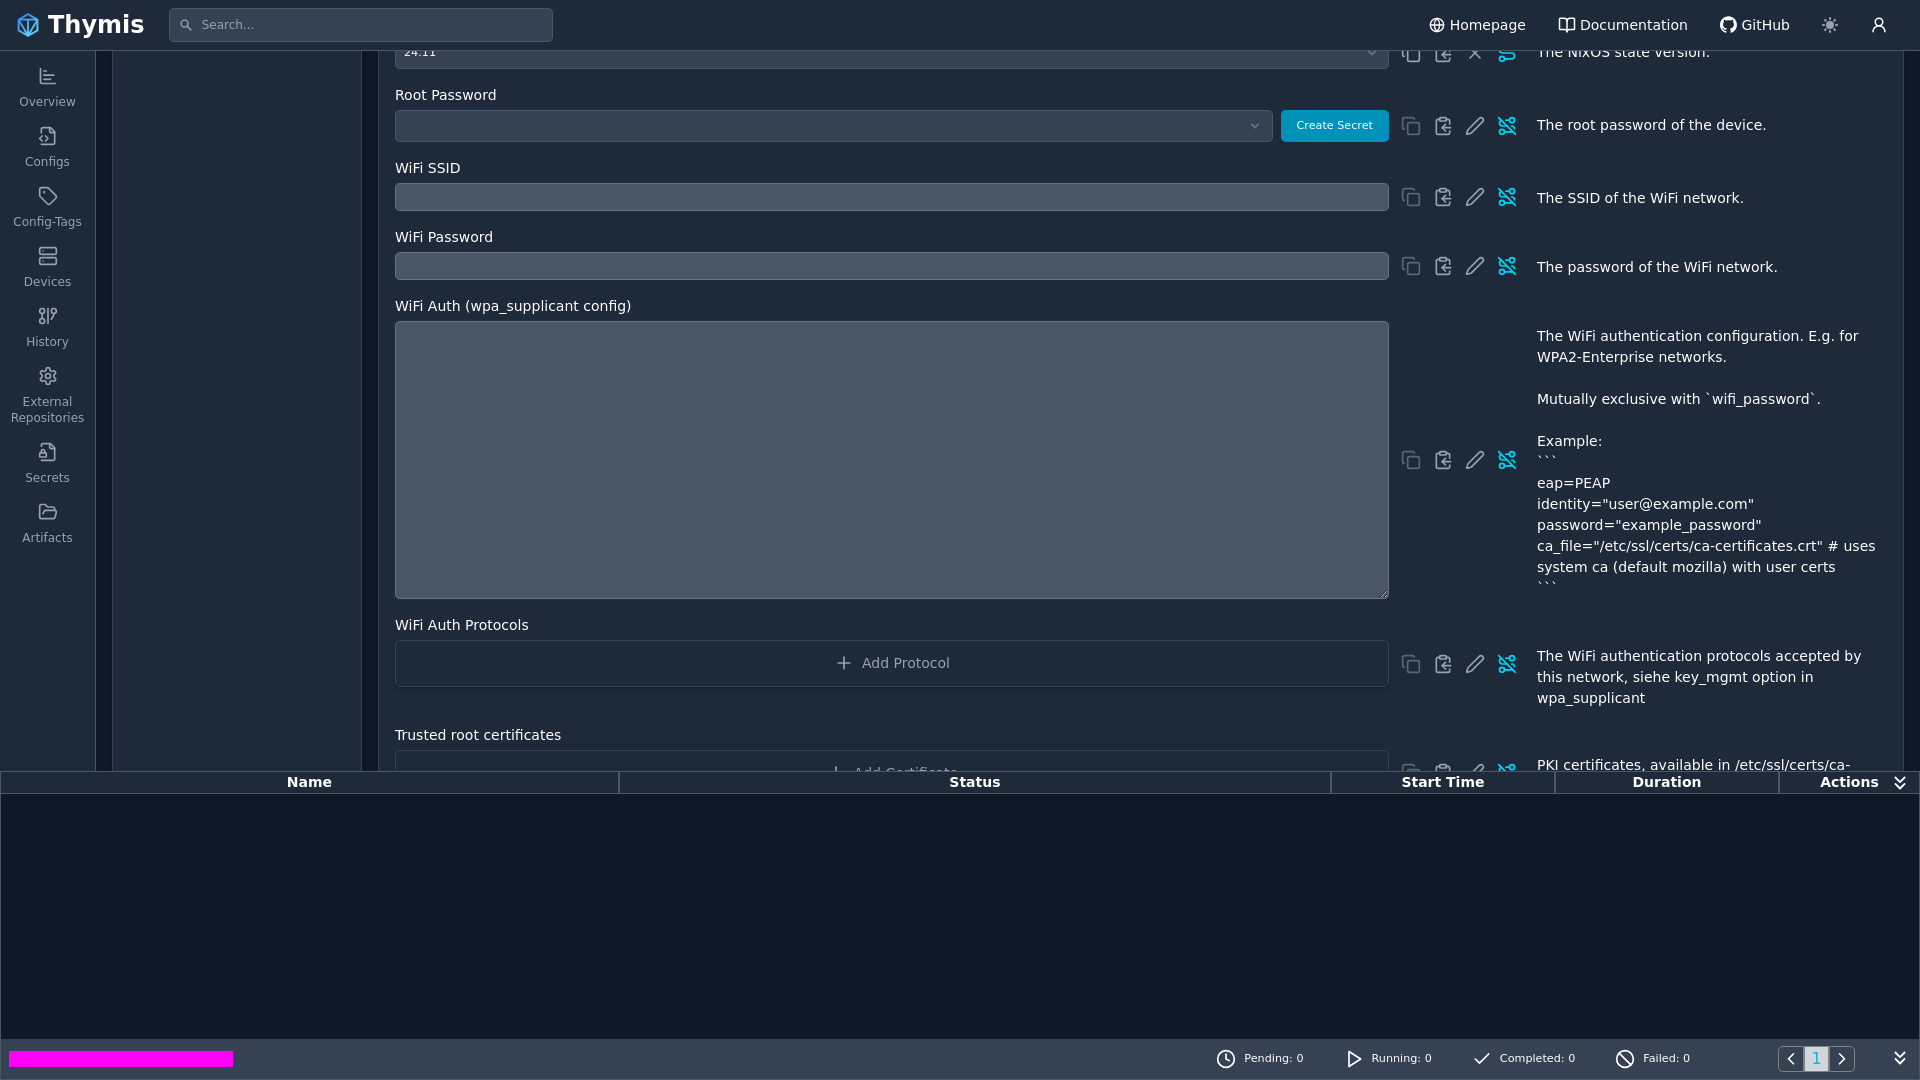 Thymis
Search...
Homepage
Documentation
GitHub
Overview
Configs
Config-Tags
Devices
History
External
Repositories
Secrets
Artifacts
24.11
The NixOS state version.
Root Password
Create Secret
The root password of the device.
WiFi SSID
The SSID of the WiFi network.
WiFi Password
The password of the WiFi network.
WiFi Auth (wpa_supplicant config)
The WiFi authentication configuration. E.g. for
WPA2-Enterprise networks.
Mutually exclusive with `wifi_password`.
Example:
```
eap=PEAP
identity="user@example.com"
password="example_password"
ca_file="/etc/ssl/certs/ca-certificates.crt" # uses
system ca (default mozilla) with user certs
```
WiFi Auth Protocols
Add Protocol
The WiFi authentication protocols accepted by
this network, siehe key_mgmt option in
wpa_supplicant
Trusted root certificates
Add Certificate
PKI certificates, available in /etc/ssl/certs/ca-
Name
Status
Start Time
Duration
Actions
Pending: 0
Running: 0
Completed: 0
Failed: 0
1